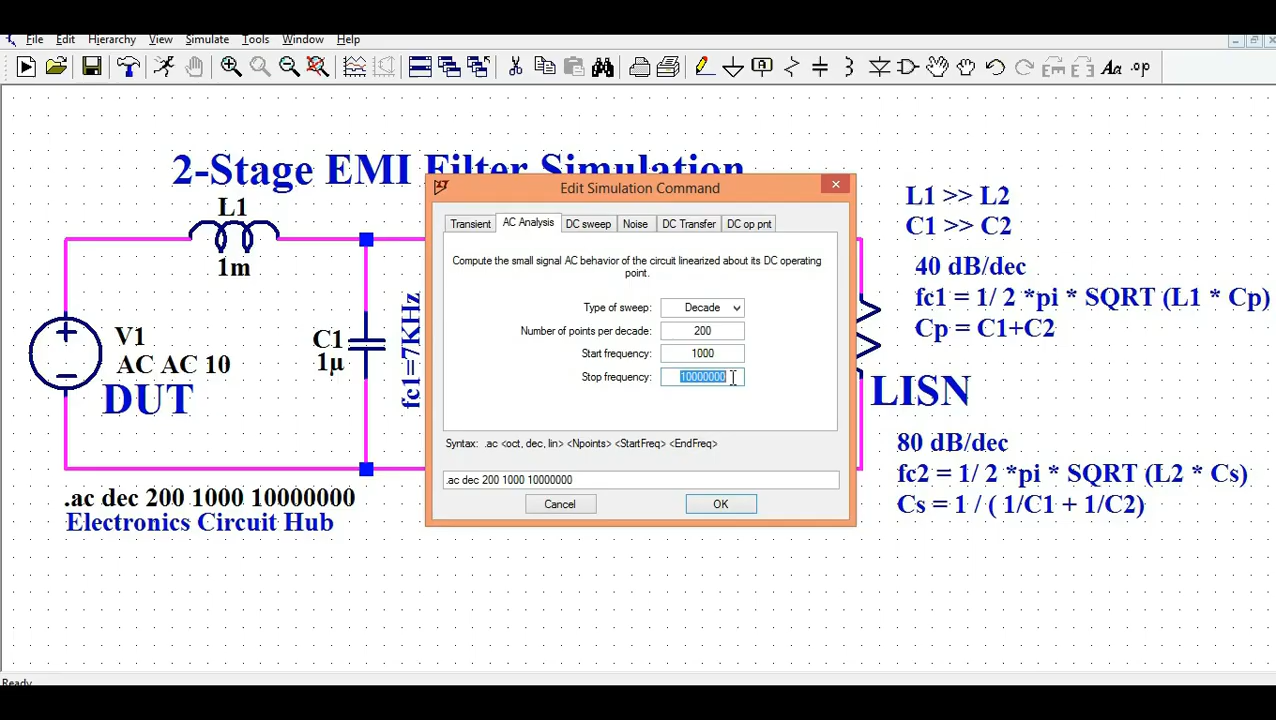 File Edit Hierarchy View Simulate Tools Window Help
Aa .op
2-Stage EMI Filter Simulation
Edit Simulation Command
Transient AC Analysis DC sweep Noise DC Transfer DC op pnt
Compute the small signal AC behavior of the circuit linearized about its DC operating
point.
Type of sweep: Decade
Number of points per decade: 200
Start frequency: 1000
Stop frequency: 10000000
Syntax: .ac <oct, dec, lin> <Npoints> <StartFreq> <EndFreq>
.ac dec 200 1000 10000000
Cancel OK
L1
1m
V1
AC AC 10
DUT
C1
1µ
fc1=7KHz
.ac dec 200 1000 10000000
Electronics Circuit Hub
L1 >> L2
C1 >> C2
40 dB/dec
fc1 = 1/ 2 *pi * SQRT (L1 * Cp)
Cp = C1+C2
LISN
80 dB/dec
fc2 = 1/ 2 *pi * SQRT (L2 * Cs)
Cs = 1 / ( 1/C1 + 1/C2)
Ready